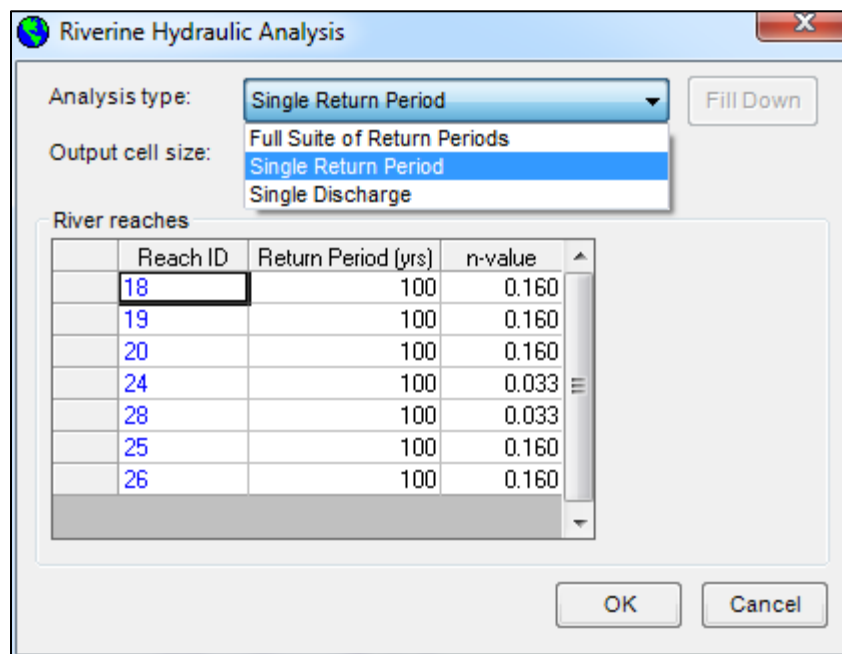 Riverine Hydraulic Analysis
Analysis type: Single Return Period Fill Down
Full Suite of Return Periods
Output cell size: Single Return Period
Single Discharge
River reaches
Reach ID Return Period (yrs) n-value
18 100 0.160
19 100 0.160
20 100 0.160
24 100 0.033
28 100 0.033
25 100 0.160
26 100 0.160
OK Cancel